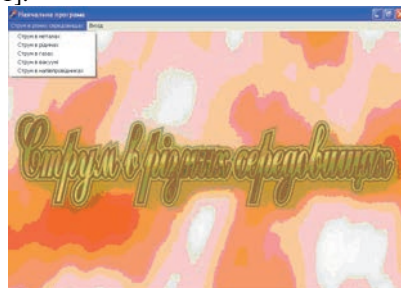 ].
Навчальна програма
Струм в різних середовищах Вихід
Струм в металах
Струм в рідинах
Струм в газах
Струм в вакуумі
Струм в напівпровідниках
Струм в різних середовищах